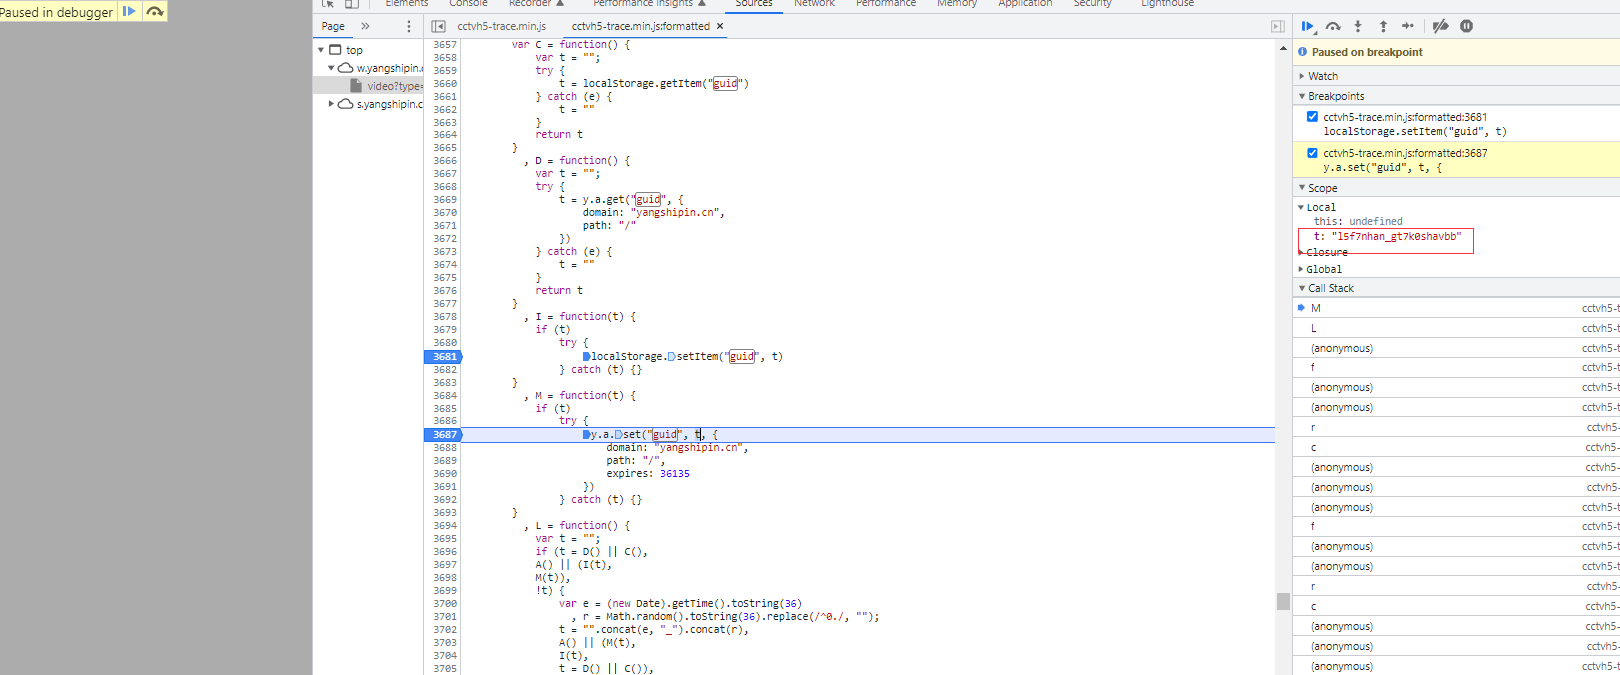 Paused in debugger
Elements Console Recorder Performance insights Sources Network Performance Memory Application Security Lighthouse
Page » cctvh5-trace.min.js cctvh5-trace.min.js:formatted ×
top
w.yangshipin.c
video?type=
s.yangshipin.c
3657 var C = function() {
3658 var t = "";
3659 try {
3660 t = localStorage.getItem("guid")
3661 } catch (e) {
3662 t = ""
3663 }
3664 return t
3665 }
3666 , D = function() {
3667 var t = "";
3668 try {
3669 t = y.a.get("guid", {
3670 domain: "yangshipin.cn",
3671 path: "/"
3672 })
3673 } catch (e) {
3674 t = ""
3675 }
3676 return t
3677 }
3678 , I = function(t) {
3679 if (t)
3680 try {
3681 localStorage.setItem("guid", t)
3682 } catch (t) {}
3683 }
3684 , M = function(t) {
3685 if (t)
3686 try {
3687 y.a.set("guid", t, {
3688 domain: "yangshipin.cn",
3689 path: "/",
3690 expires: 36135
3691 })
3692 } catch (t) {}
3693 }
3694 , L = function() {
3695 var t = "";
3696 if (t = D() || C(),
3697 A() || (I(t),
3698 M(t)),
3699 !t) {
3700 var e = (new Date).getTime().toString(36)
3701 , r = Math.random().toString(36).replace(/^0./, "");
3702 t = "".concat(e, "_").concat(r),
3703 A() || (M(t),
3704 I(t),
3705 t = D() || C()),
Paused on breakpoint
Watch
Breakpoints
cctvh5-trace.min.js:formatted:3681
localStorage.setItem("guid", t)
cctvh5-trace.min.js:formatted:3687
y.a.set("guid", t, {
Scope
Local
this: undefined
t: "l5f7nhan_gt7k0shavbb"
Closure
Global
Call Stack
M cctvh5-t
L cctvh5-t
(anonymous) cctvh5-t
f cctvh5-t
(anonymous) cctvh5-t
(anonymous) cctvh5-t
r cctvh5-
c cctvh5-t
(anonymous) cctvh5-t
(anonymous) cctvh5-
(anonymous) cctvh5-t
f cctvh5-t
(anonymous) cctvh5-t
(anonymous) cctvh5-t
r cctvh5-
c cctvh5-t
(anonymous) cctvh5-t
(anonymous) cctvh5-
(anonymous) cctvh5-t